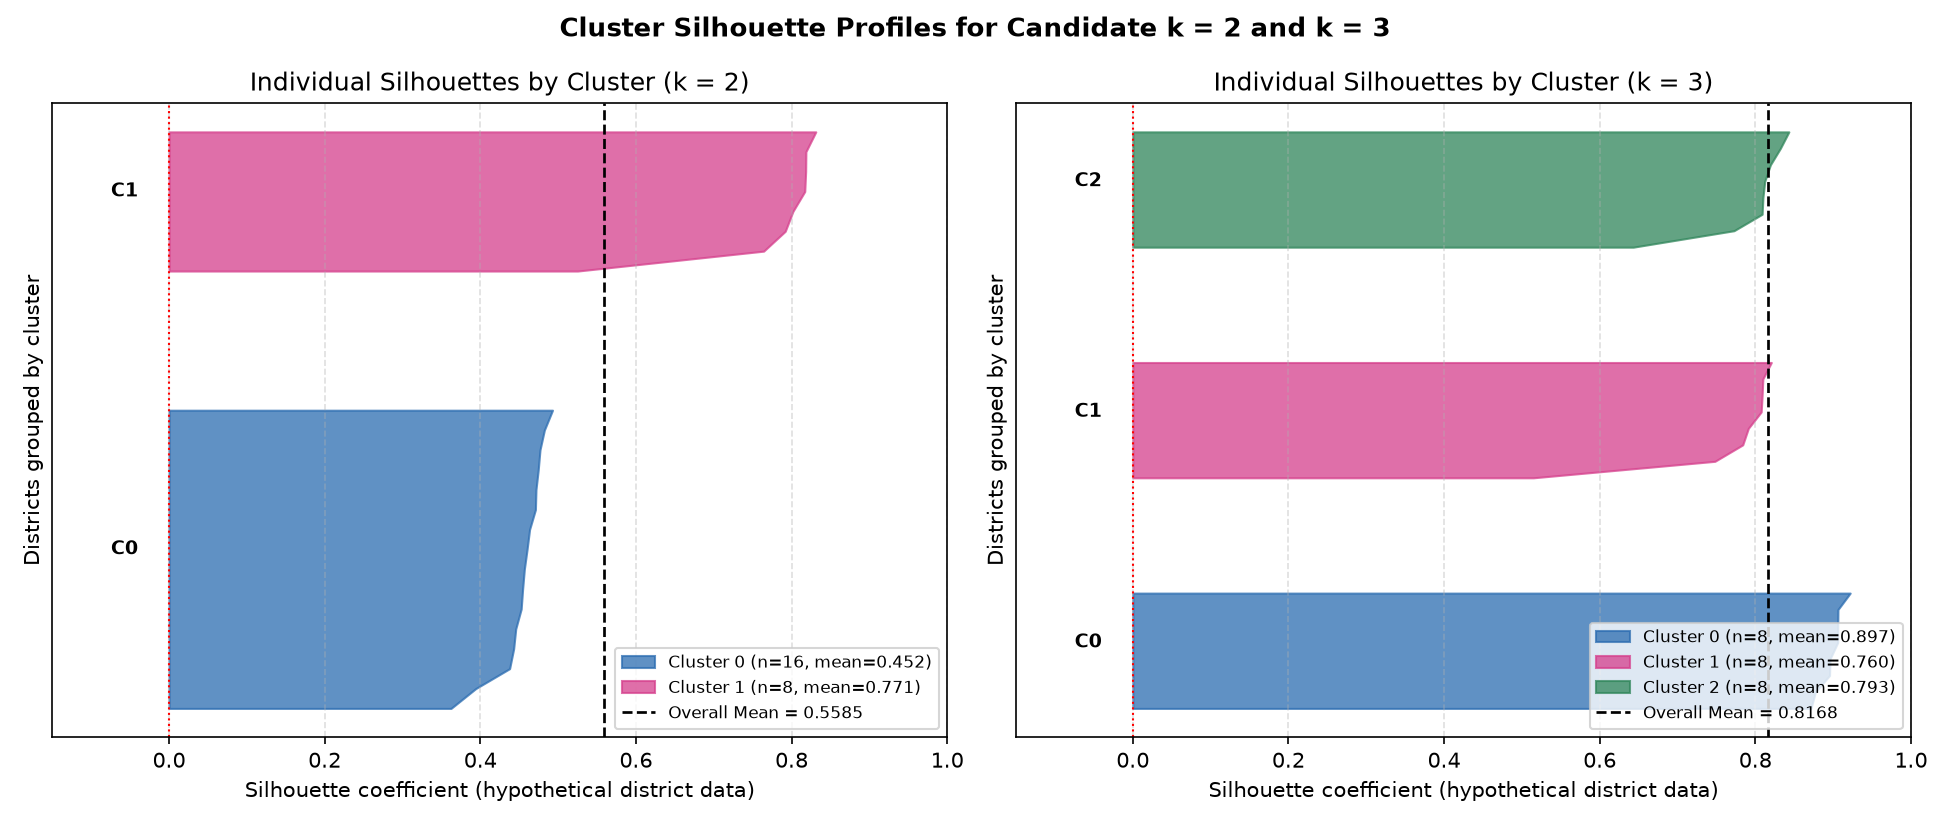 Cluster Silhouette Profiles for Candidate k = 2 and k = 3
Individual Silhouettes by Cluster (k = 2)
Districts grouped by cluster
C1
C0
Cluster 0 (n=16, mean=0.452)
Cluster 1 (n=8, mean=0.771)
Overall Mean = 0.5585
0.0 0.2 0.4 0.6 0.8 1.0
Silhouette coefficient (hypothetical district data)
Individual Silhouettes by Cluster (k = 3)
Districts grouped by cluster
C2
C1
C0
Cluster 0 (n=8, mean=0.897)
Cluster 1 (n=8, mean=0.760)
Cluster 2 (n=8, mean=0.793)
Overall Mean = 0.8168
0.0 0.2 0.4 0.6 0.8 1.0
Silhouette coefficient (hypothetical district data)